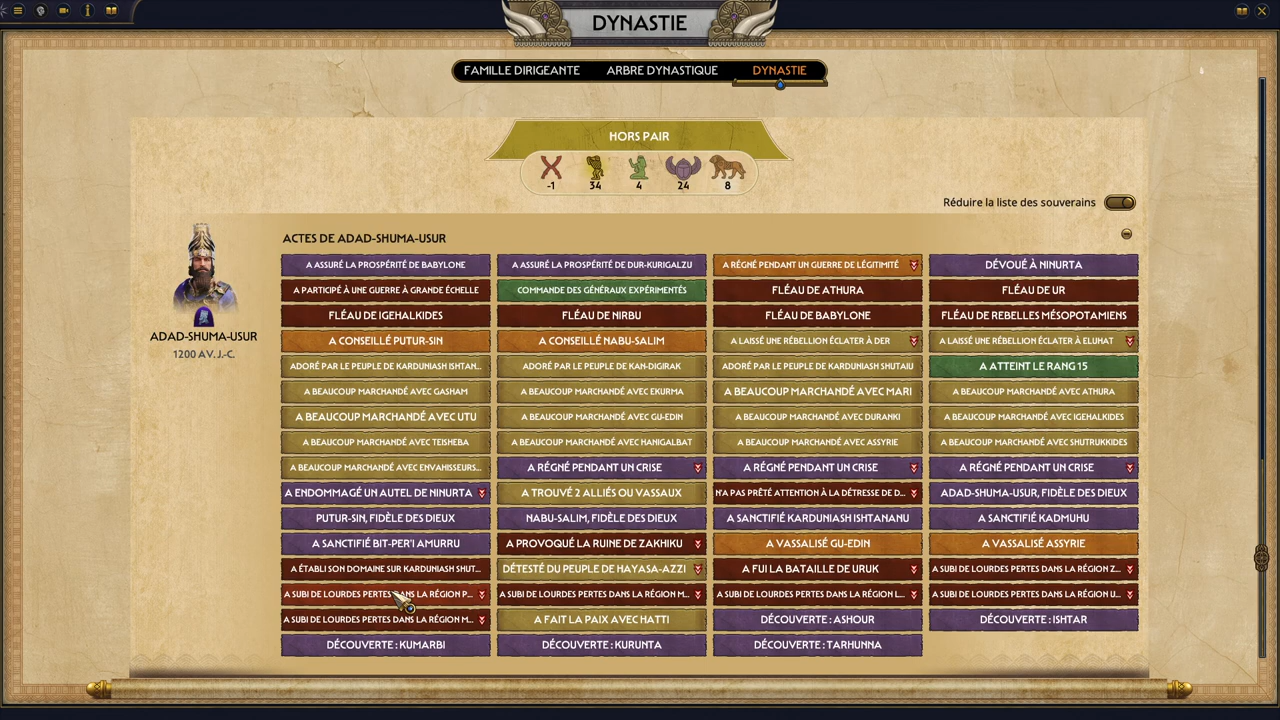 DYNASTIE
FAMILLE DIRIGEANTE
ARBRE DYNASTIQUE
DYNASTIE
HORS PAIR
-1
34
4
24
8
Réduire la liste des souverains
ACTES DE ADAD-SHUMA-USUR
ADAD-SHUMA-USUR
1200 AV. J.-C.
A ASSURÉ LA PROSPÉRITÉ DE BABYLONE
A ASSURÉ LA PROSPÉRITÉ DE DUR-KURIGALZU
A RÉGNÉ PENDANT UN GUERRE DE LÉGITIMITÉ
DÉVOUÉ À NINURTA
A PARTICIPÉ À UNE GUERRE À GRANDE ÉCHELLE
COMMANDE DES GÉNÉRAUX EXPÉRIMENTÉS
FLÉAU DE ATHURA
FLÉAU DE UR
FLÉAU DE IGEHALKIDES
FLÉAU DE NIRBU
FLÉAU DE BABYLONE
FLÉAU DE REBELLES MÉSOPOTAMIENS
A CONSEILLÉ PUTUR-SIN
A CONSEILLÉ NABU-SALIM
A LAISSÉ UNE RÉBELLION ÉCLATER À DER
A LAISSÉ UNE RÉBELLION ÉCLATER À ELUHAT
ADORÉ PAR LE PEUPLE DE KARDUNIASH ISHTAN...
ADORÉ PAR LE PEUPLE DE KAN-DIGIRAK
ADORÉ PAR LE PEUPLE DE KARDUNIASH SHUTAIU
A ATTEINT LE RANG 15
A BEAUCOUP MARCHANDÉ AVEC GASHAM
A BEAUCOUP MARCHANDÉ AVEC EKURMA
A BEAUCOUP MARCHANDÉ AVEC MARI
A BEAUCOUP MARCHANDÉ AVEC ATHURA
A BEAUCOUP MARCHANDÉ AVEC UTU
A BEAUCOUP MARCHANDÉ AVEC GU-EDIN
A BEAUCOUP MARCHANDÉ AVEC DURANKI
A BEAUCOUP MARCHANDÉ AVEC IGEHALKIDES
A BEAUCOUP MARCHANDÉ AVEC TEISHEBA
A BEAUCOUP MARCHANDÉ AVEC HANIGALBAT
A BEAUCOUP MARCHANDÉ AVEC ASSYRIE
A BEAUCOUP MARCHANDÉ AVEC SHUTRUKKIDES
A BEAUCOUP MARCHANDÉ AVEC ENVAHISSEURS...
A RÉGNÉ PENDANT UN CRISE
A RÉGNÉ PENDANT UN CRISE
A RÉGNÉ PENDANT UN CRISE
A ENDOMMAGÉ UN AUTEL DE NINURTA
A TROUVÉ 2 ALLIÉS OU VASSAUX
N'A PAS PRÊTÉ ATTENTION À LA DÉTRESSE DE D...
ADAD-SHUMA-USUR, FIDÈLE DES DIEUX
PUTUR-SIN, FIDÈLE DES DIEUX
NABU-SALIM, FIDÈLE DES DIEUX
A SANCTIFIÉ KARDUNIASH ISHTANANU
A SANCTIFIÉ KADMUHU
A SANCTIFIÉ BIT-PER'I AMURRU
A PROVOQUÉ LA RUINE DE ZAKHIKU
A VASSALISÉ GU-EDIN
A VASSALISÉ ASSYRIE
A ÉTABLI SON DOMAINE SUR KARDUNIASH SHUT...
DÉTESTÉ DU PEUPLE DE HAYASA-AZZI
A FUI LA BATAILLE DE URUK
A SUBI DE LOURDES PERTES DANS LA RÉGION Z...
A SUBI DE LOURDES PERTES DANS LA RÉGION P...
A SUBI DE LOURDES PERTES DANS LA RÉGION M...
A SUBI DE LOURDES PERTES DANS LA RÉGION L...
A SUBI DE LOURDES PERTES DANS LA RÉGION U...
A SUBI DE LOURDES PERTES DANS LA RÉGION M...
A FAIT LA PAIX AVEC HATTI
DÉCOUVERTE : ASHOUR
DÉCOUVERTE : ISHTAR
DÉCOUVERTE : KUMARBI
DÉCOUVERTE : KURUNTA
DÉCOUVERTE : TARHUNNA